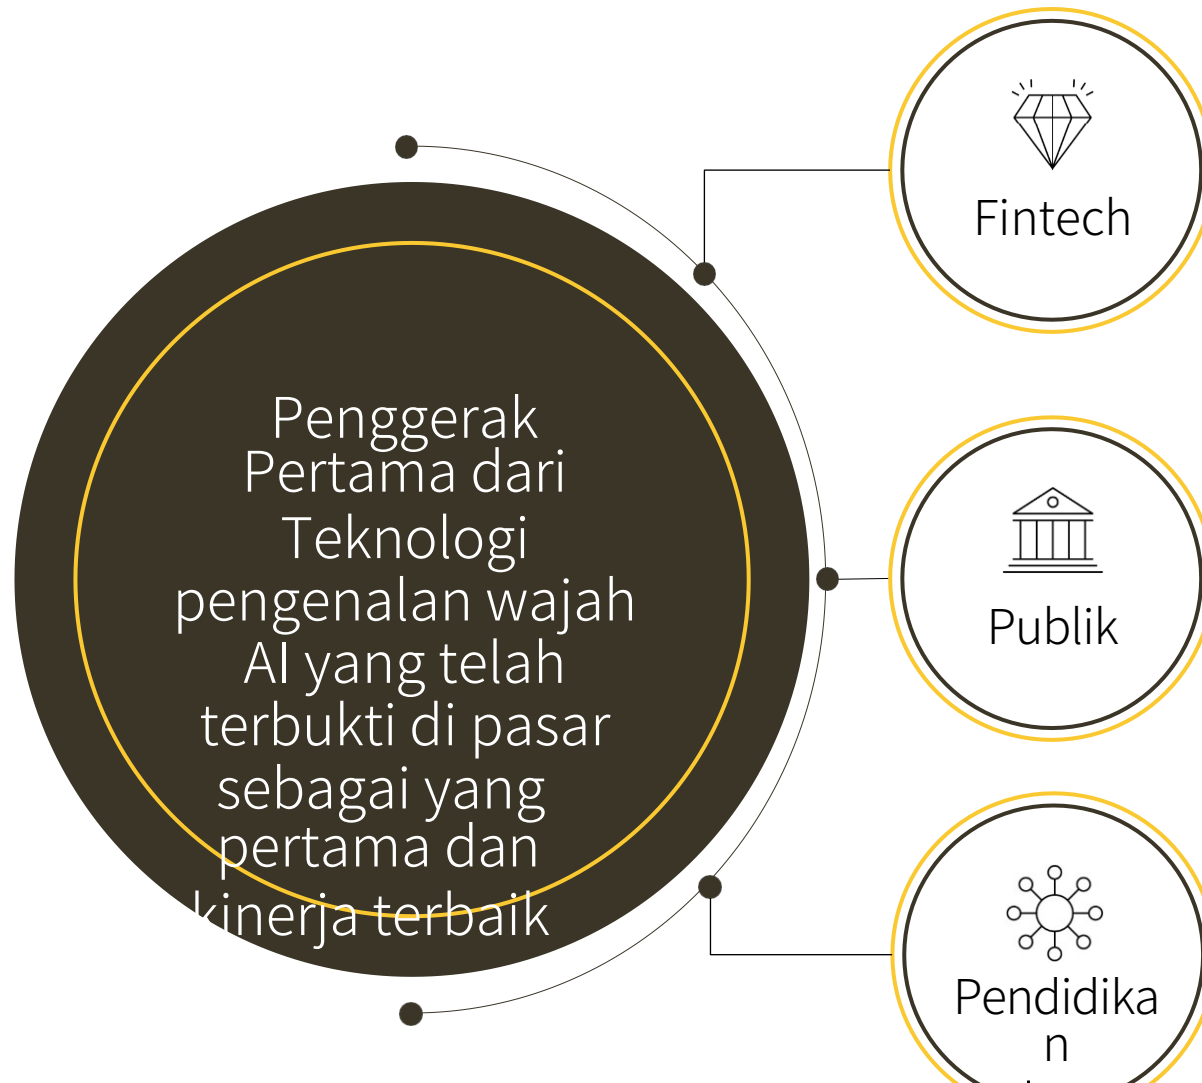 Fintech
Penggerak
Pertama dari
Teknologi
pengenalan wajah
AI yang telah
terbukti di pasar
sebagai yang
pertama dan
kinerja terbaik
Publik
Pendidika
n